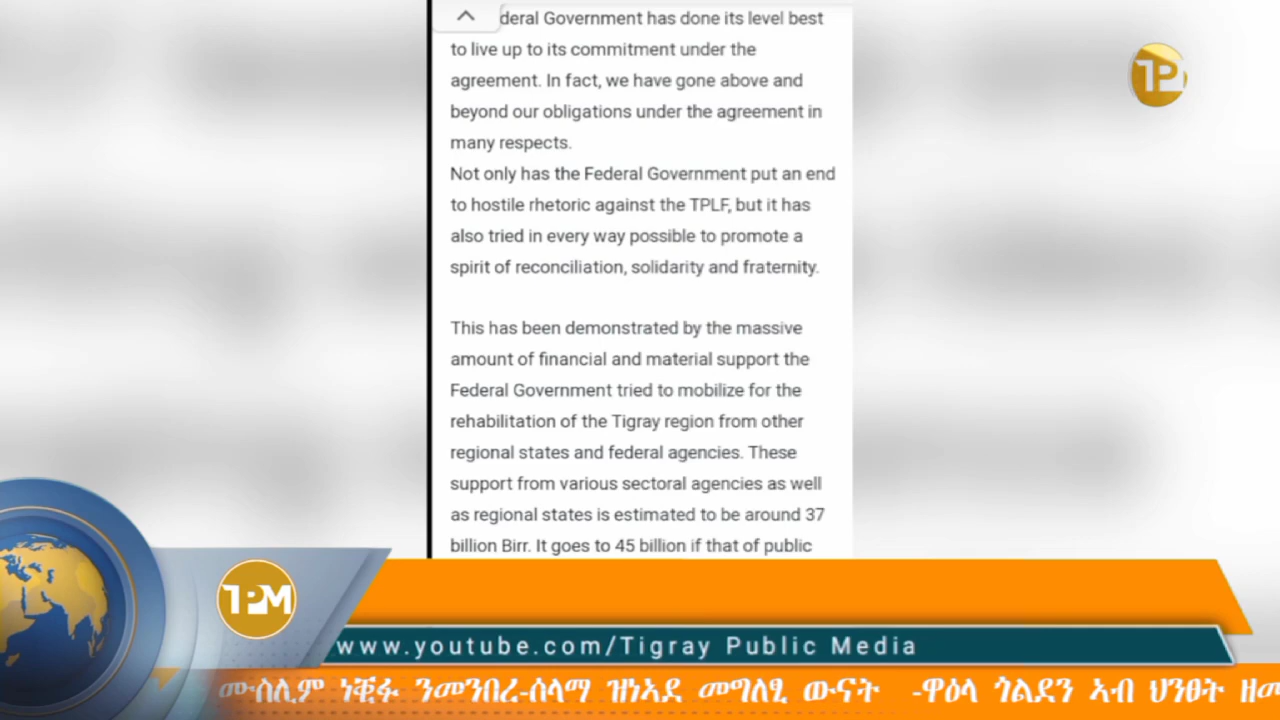 deral Government has done its level best
to live up to its commitment under the
agreement. In fact, we have gone above and
beyond our obligations under the agreement in
many respects.
Not only has the Federal Government put an end
to hostile rhetoric against the TPLF, but it has
also tried in every way possible to promote a
spirit of reconciliation, solidarity and fraternity.
This has been demonstrated by the massive
amount of financial and material support the
Federal Government tried to mobilize for the
rehabilitation of the Tigray region from other
regional states and federal agencies. These
support from various sectoral agencies as well
as regional states is estimated to be around 37
billion Birr. It goes to 45 billion if that of public
TPM
www.youtube.com/Tigray Public Media
ሙስሊም ነቒፉ ንመንበረ-ሰላማ ዝነኣደ መግለፂ ውናት -ዋዕላ ጎልደን ኣብ ህንፀት ዘመ